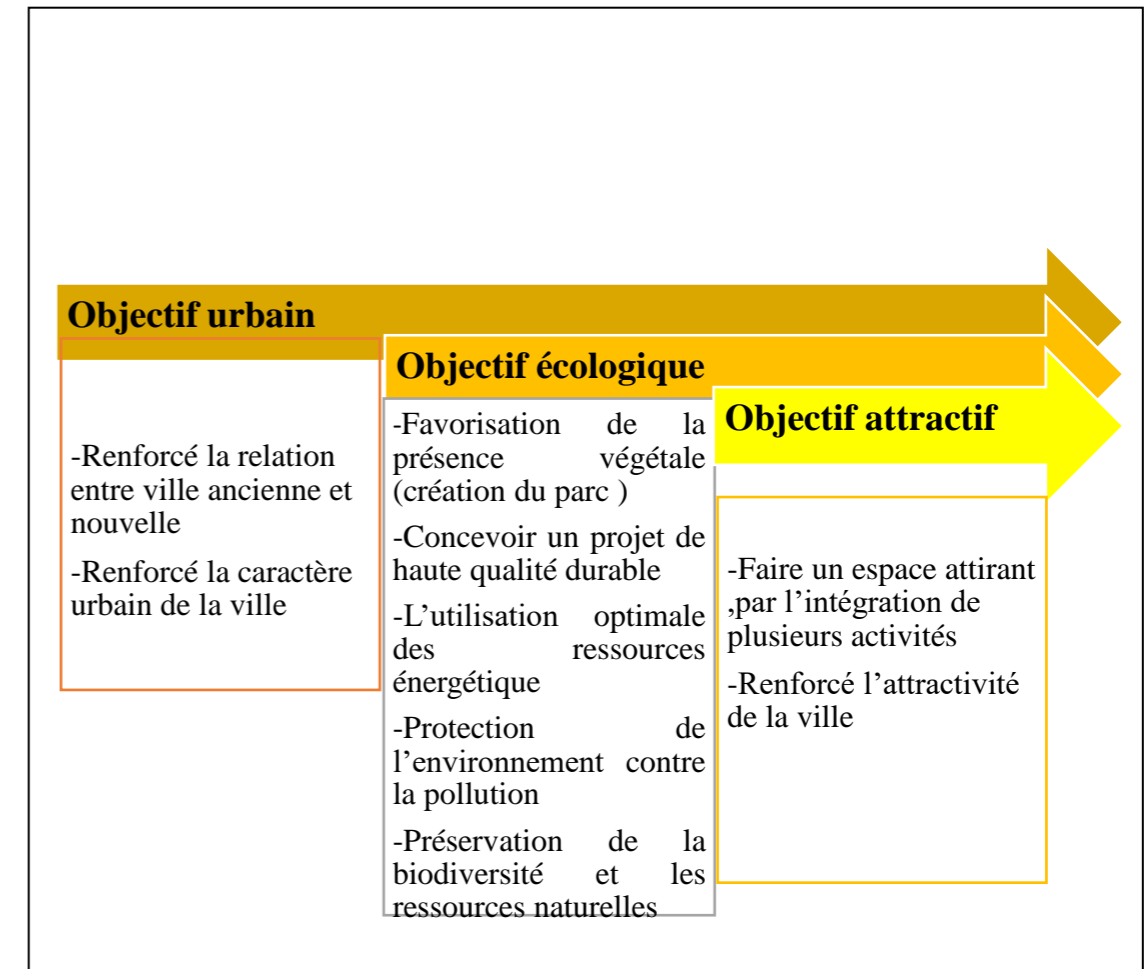 Objectif urbain
-Renforcé la relation
entre ville ancienne et
nouvelle
-Renforcé la caractère
urbain de la ville
Objectif écologique
-Favorisation de la
présence végétale
(création du parc )
-Concevoir un projet de
haute qualité durable
-L’utilisation optimale
des ressources
énergétique
-Protection de
l’environnement contre
la pollution
-Préservation de la
biodiversité et les
ressources naturelles
Objectif attractif
-Faire un espace attirant
,par l’intégration de
plusieurs activités
-Renforcé l’attractivité
de la ville